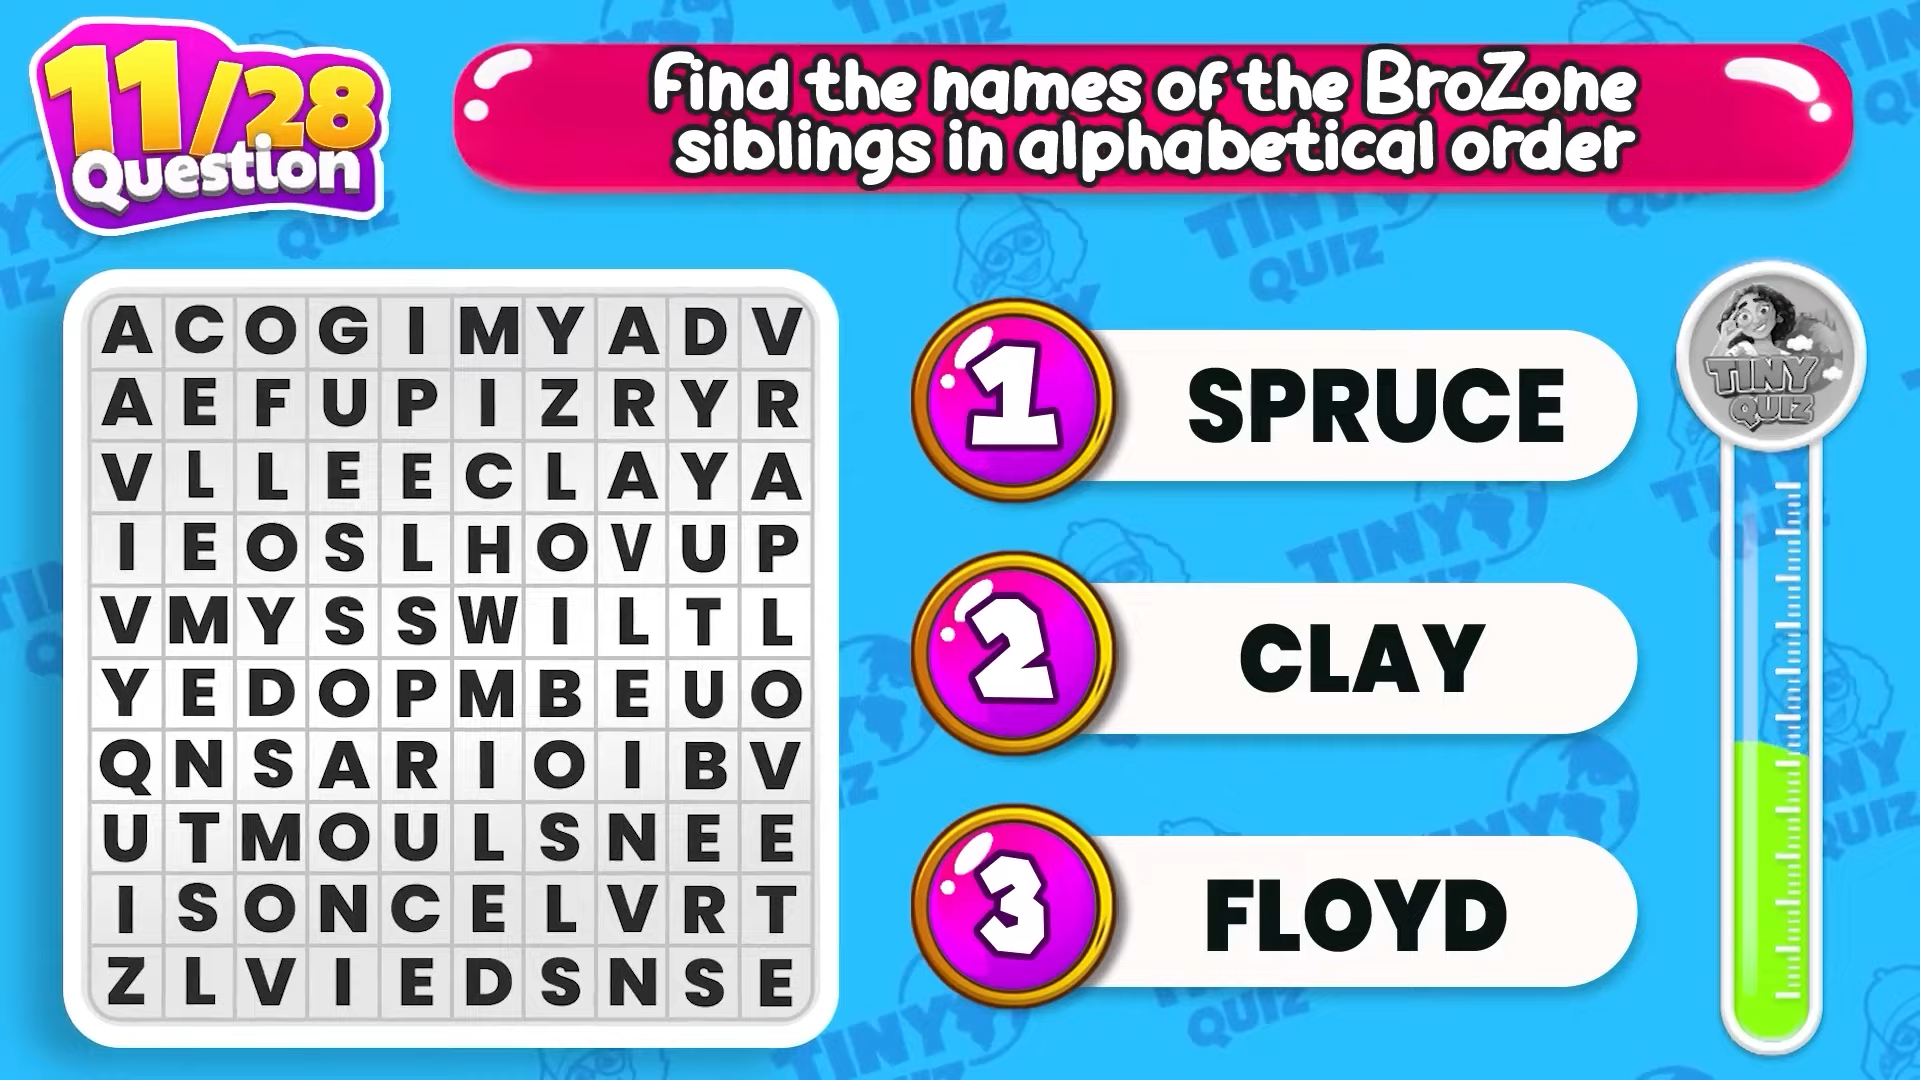 11/28
Question
find the names of the BroZone
siblings in alphabetical order
A C O G I M Y A D V
A E F U P I Z R Y R
V L L E E C L A Y A
I E O S L H O V U P
V M Y S S W I L T L
Y E D O P M B E U O
Q N S A R I O I B V
U T M O U L S N E E
I S O N C E L V R T
Z L V I E D S N S E
1 SPRUCE
2 CLAY
3 FLOYD
TINY
QUIZ